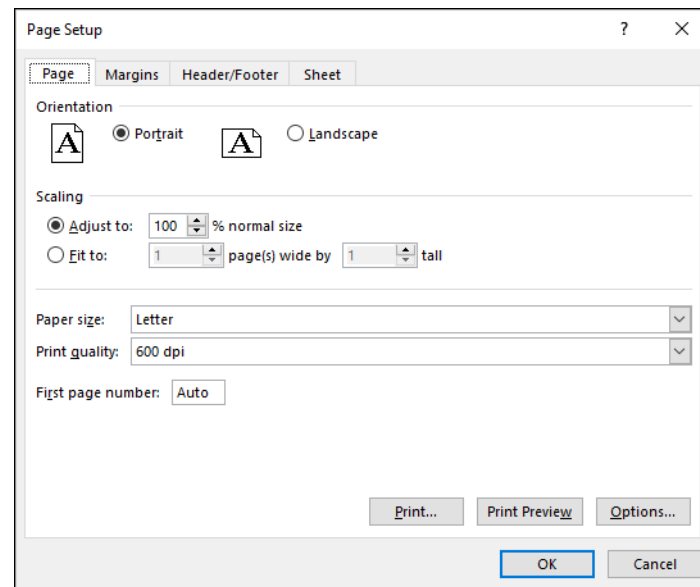 Page Setup ? X
Page Margins Header/Footer Sheet
Orientation
A Portrait A Landscape
Scaling
Adjust to: 100 % normal size
Fit to: 1 page(s) wide by 1 tall
Paper size: Letter
Print quality: 600 dpi
First page number: Auto
Print... Print Preview Options...
OK Cancel